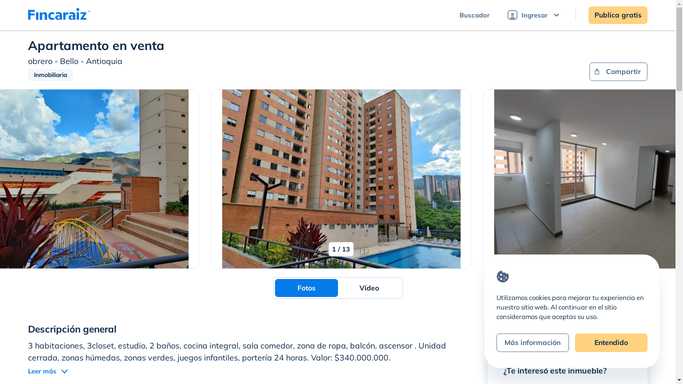 Fincaraiz
Buscador
Ingresar
Publica gratis
Apartamento en venta
obrero - Bello - Antioquia
Inmobiliaria
Compartir
1 / 13
Fotos
Video
Descripción general
3 habitaciones, 3closet, estudio, 2 baños, cocina integral, sala comedor, zona de ropa, balcón, ascensor . Unidad
cerrada, zonas húmedas, zonas verdes, juegos infantiles, portería 24 horas. Valor: $340.000.000.
Leer más
Utilizamos cookies para mejorar tu experiencia en
nuestro sitio web. Al continuar en el sitio
consideramos que aceptas su uso.
Más información
Entendido
¿Te interesó este inmueble?